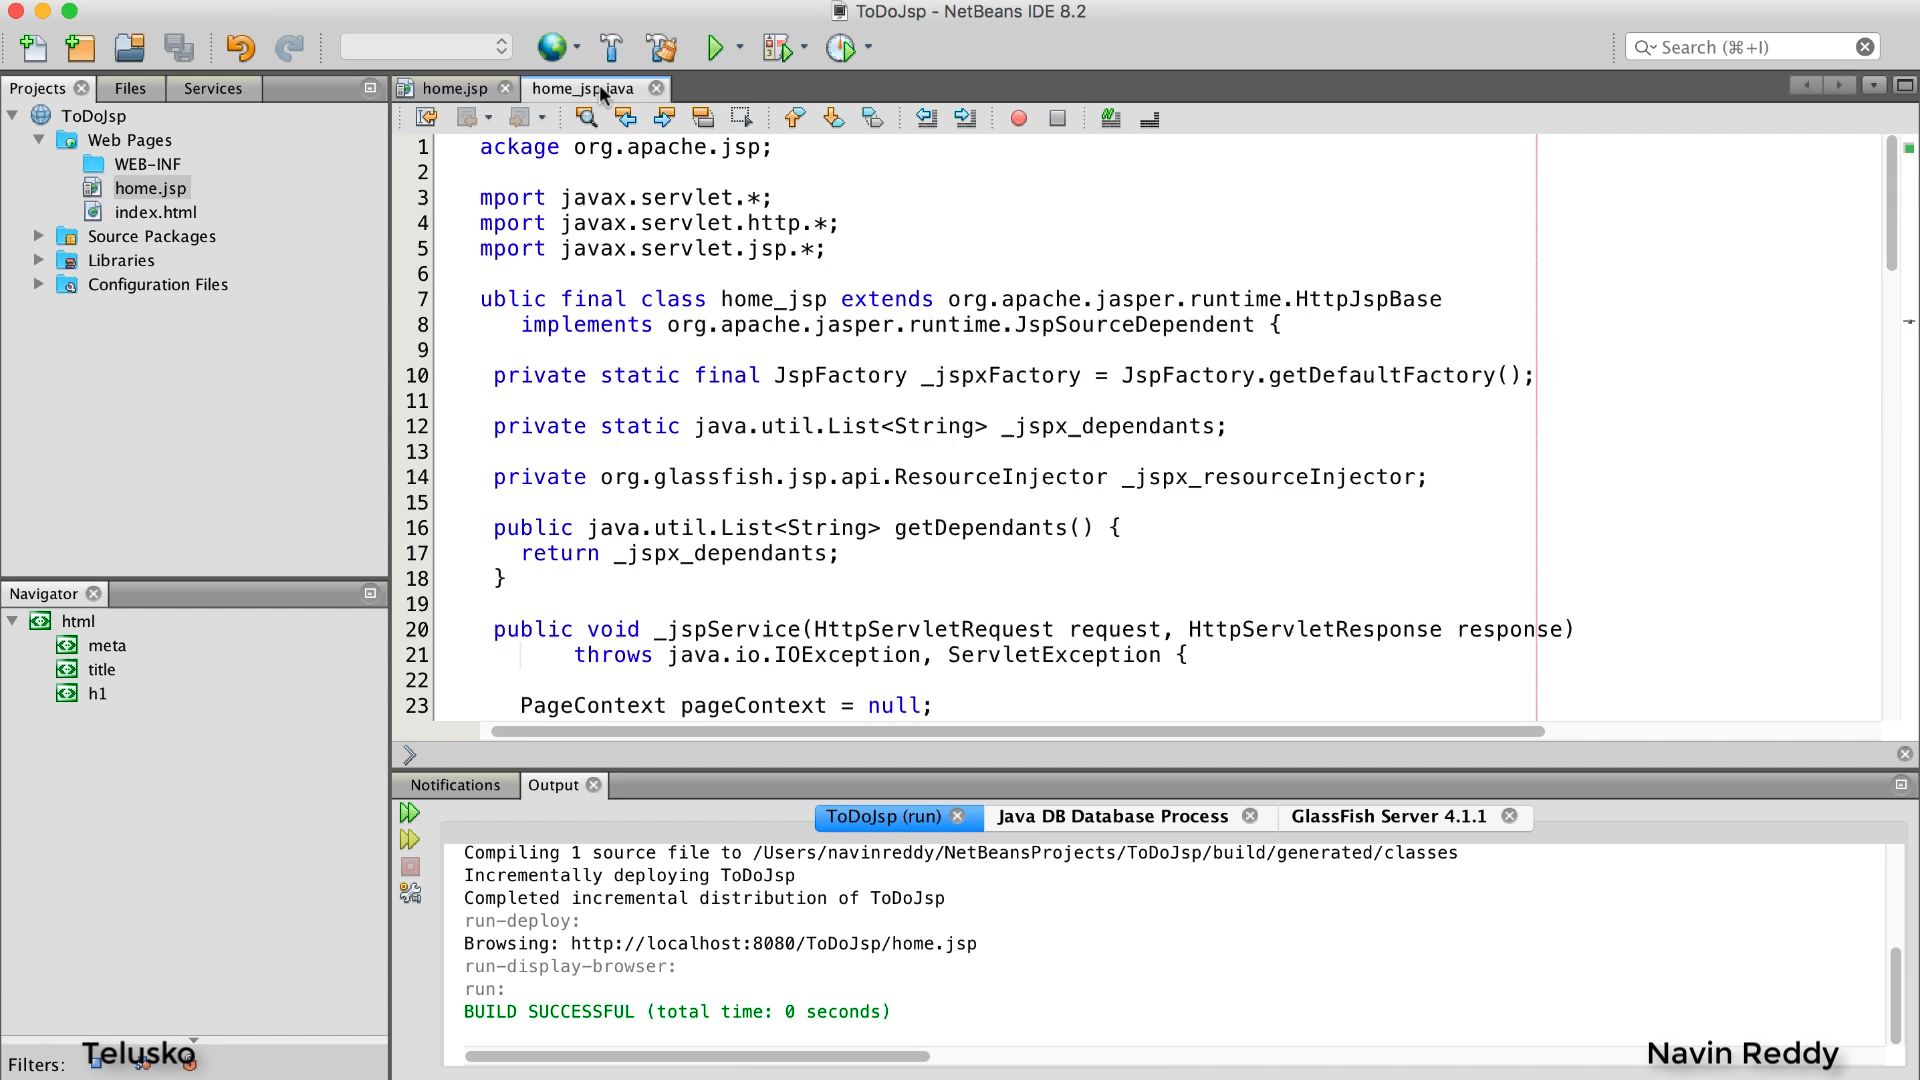 ToDoJsp - NetBeans IDE 8.2
Search (⌘+I)
Projects
Files
Services
home.jsp
home_jsp.java
ToDoJsp
Web Pages
WEB-INF
home.jsp
index.html
Source Packages
Libraries
Configuration Files
1 ackage org.apache.jsp;
2
3 mport javax.servlet.*;
4 mport javax.servlet.http.*;
5 mport javax.servlet.jsp.*;
6
7 ublic final class home_jsp extends org.apache.jasper.runtime.HttpJspBase
8 implements org.apache.jasper.runtime.JspSourceDependent {
9
10 private static final JspFactory _jspxFactory = JspFactory.getDefaultFactory();
11
12 private static java.util.List<String> _jspx_dependants;
13
14 private org.glassfish.jsp.api.ResourceInjector _jspx_resourceInjector;
15
16 public java.util.List<String> getDependants() {
17 return _jspx_dependants;
18 }
19
20 public void _jspService(HttpServletRequest request, HttpServletResponse response)
21 throws java.io.IOException, ServletException {
22
23 PageContext pageContext = null;
Navigator
html
meta
title
h1
Filters:
Notifications
Output
ToDoJsp (run)
Java DB Database Process
GlassFish Server 4.1.1
Compiling 1 source file to /Users/navinreddy/NetBeansProjects/ToDoJsp/build/generated/classes
Incrementally deploying ToDoJsp
Completed incremental distribution of ToDoJsp
run-deploy:
Browsing: http://localhost:8080/ToDoJsp/home.jsp
run-display-browser:
run:
BUILD SUCCESSFUL (total time: 0 seconds)
Telusko
Navin Reddy